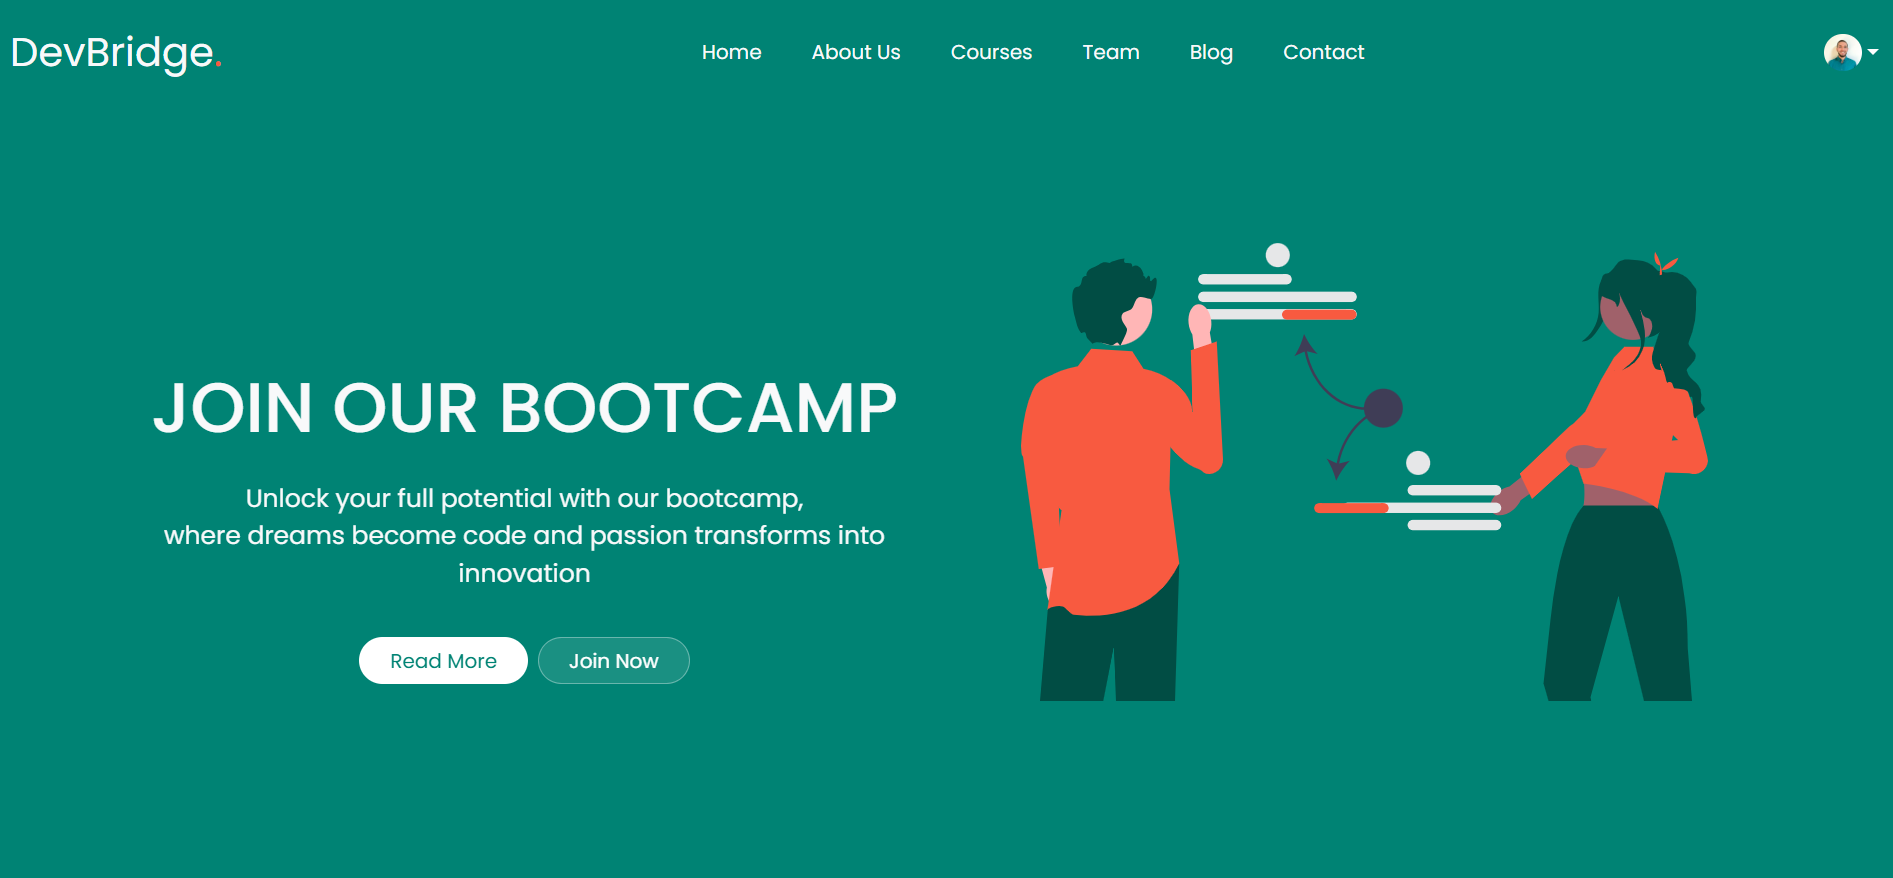 DevBridge.
Home
About Us
Courses
Team
Blog
Contact
JOIN OUR BOOTCAMP
Unlock your full potential with our bootcamp,
where dreams become code and passion transforms into
innovation
Read More
Join Now